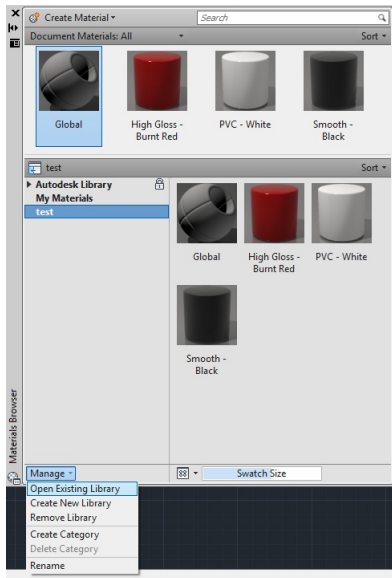 Create Material
Search
Document Materials: All
Sort
Global
High Gloss -
Burnt Red
PVC - White
Smooth -
Black
test
Sort
Autodesk Library
My Materials
test
Global
High Gloss -
Burnt Red
PVC - White
Smooth -
Black
Materials Browser
Manage
Swatch Size
Open Existing Library
Create New Library
Remove Library
Create Category
Delete Category
Rename